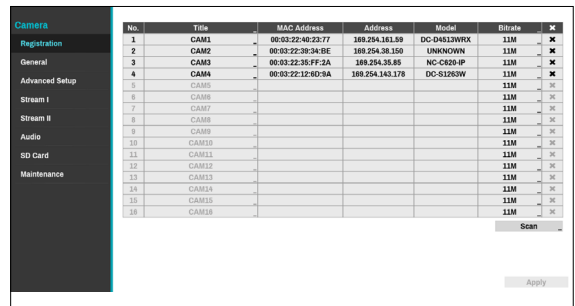 Camera
Registration
General
Advanced Setup
Stream I
Stream II
Audio
SD Card
Maintenance
No. Title MAC Address Address Model Bitrate ✖
1 CAM1 00:03:22:40:23:77 169.254.161.59 DC-D4513WRX 11M ✖
2 CAM2 00:03:22:39:34:BE 169.254.38.150 UNKNOWN 11M ✖
3 CAM3 00:03:22:35:FF:2A 169.254.35.85 NC-C620-IP 11M ✖
4 CAM4 00:03:22:12:6D:9A 169.254.143.178 DC-S1263W 11M ✖
5 CAM5 11M ✖
6 CAM6 11M ✖
7 CAM7 11M ✖
8 CAM8 11M ✖
9 CAM9 11M ✖
10 CAM10 11M ✖
11 CAM11 11M ✖
12 CAM12 11M ✖
13 CAM13 11M ✖
14 CAM14 11M ✖
15 CAM15 11M ✖
16 CAM16 11M ✖
Scan
Apply